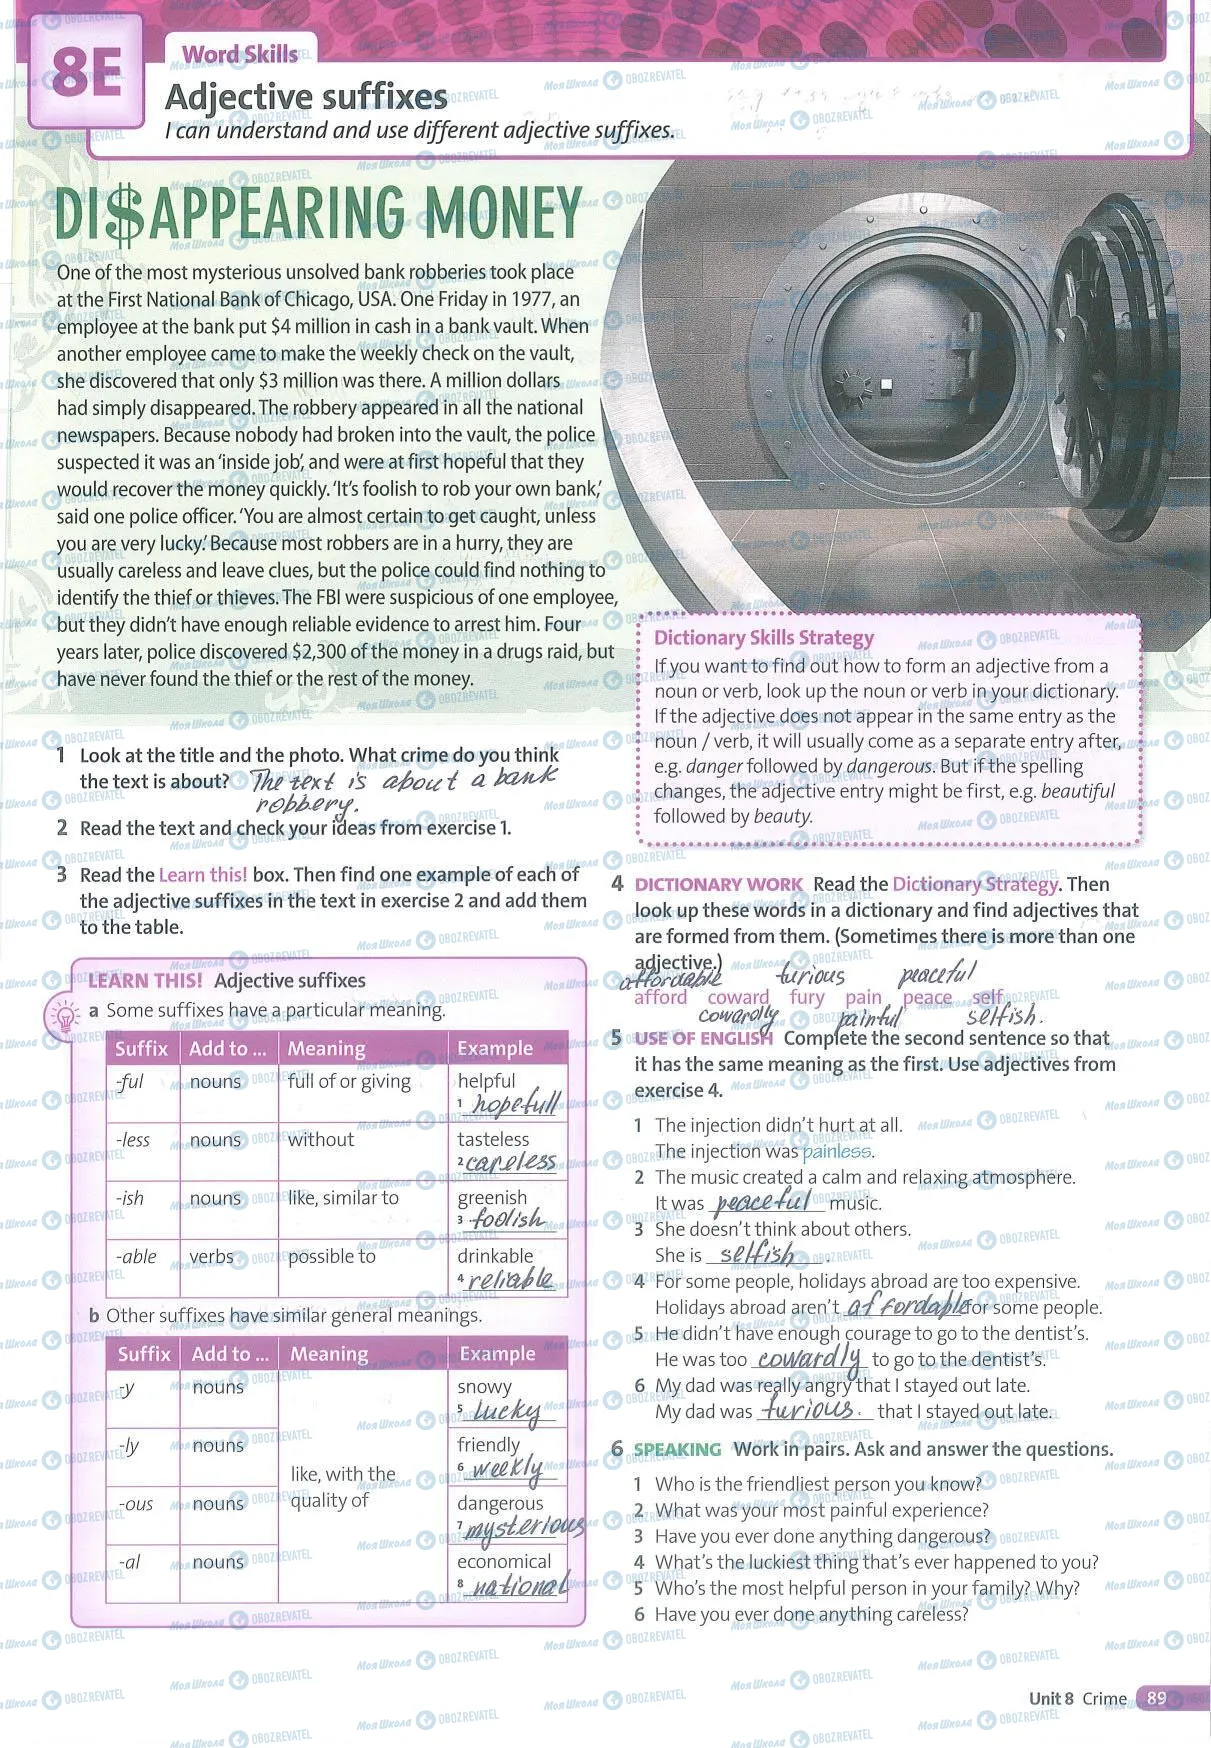 8E
Word Skills
Adjective suffixes
I can understand and use different adjective suffixes.
DI$APPEARING MONEY
One of the most mysterious unsolved bank robberies took place
at the First National Bank of Chicago, USA. One Friday in 1977, an
employee at the bank put $4 million in cash in a bank vault. When
another employee came to make the weekly check on the vault,
she discovered that only $3 million was there. A million dollars
had simply disappeared. The robbery appeared in all the national
newspapers. Because nobody had broken into the vault, the police
suspected it was an 'inside job', and were at first hopeful that they
would recover the money quickly. 'It's foolish to rob your own bank,'
said one police officer. 'You are almost certain to get caught, unless
you are very lucky.' Because most robbers are in a hurry, they are
usually careless and leave clues, but the police could find nothing to
identify the thief or thieves. The FBI were suspicious of one employee,
but they didn't have enough reliable evidence to arrest him. Four
years later, police discovered $2,300 of the money in a drugs raid, but
have never found the thief or the rest of the money.
1 Look at the title and the photo. What crime do you think
the text is about? The text is about a bank
robbery.
2 Read the text and check your ideas from exercise 1.
3 Read the Learn this! box. Then find one example of each of
the adjective suffixes in the text in exercise 2 and add them
to the table.
LEARN THIS! Adjective suffixes
a Some suffixes have a particular meaning.
Suffix Add to ... Meaning Example
-ful nouns full of or giving helpful
1 hopefull
-less nouns without tasteless
2 careless
-ish nouns like, similar to greenish
3 foolish
-able verbs possible to drinkable
4 reliable
b Other suffixes have similar general meanings.
Suffix Add to ... Meaning Example
-y nouns snowy
5 lucky
-ly nouns friendly
6 weekly
like, with the
quality of
-ous nouns dangerous
7 mysterious
-al nouns economical
8 national
Dictionary Skills Strategy
If you want to find out how to form an adjective from a
noun or verb, look up the noun or verb in your dictionary.
If the adjective does not appear in the same entry as the
noun / verb, it will usually come as a separate entry after,
e.g. danger followed by dangerous. But if the spelling
changes, the adjective entry might be first, e.g. beautiful
followed by beauty.
4 DICTIONARY WORK Read the Dictionary Strategy. Then
look up these words in a dictionary and find adjectives that
are formed from them. (Sometimes there is more than one
adjective.)
affordable furious peaceful
afford coward fury pain peace self
cowardly painful selfish.
5 USE OF ENGLISH Complete the second sentence so that
it has the same meaning as the first. Use adjectives from
exercise 4.
1 The injection didn't hurt at all.
The injection was painless.
2 The music created a calm and relaxing atmosphere.
It was peaceful music.
3 She doesn't think about others.
She is selfish.
4 For some people, holidays abroad are too expensive.
Holidays abroad aren't affordable for some people.
5 He didn't have enough courage to go to the dentist's.
He was too cowardly to go to the dentist's.
6 My dad was really angry that I stayed out late.
My dad was furious. that I stayed out late.
6 SPEAKING Work in pairs. Ask and answer the questions.
1 Who is the friendliest person you know?
2 What was your most painful experience?
3 Have you ever done anything dangerous?
4 What's the luckiest thing that's ever happened to you?
5 Who's the most helpful person in your family? Why?
6 Have you ever done anything careless?
Unit 8 Crime 89
МояШкола OBOZREVATEL